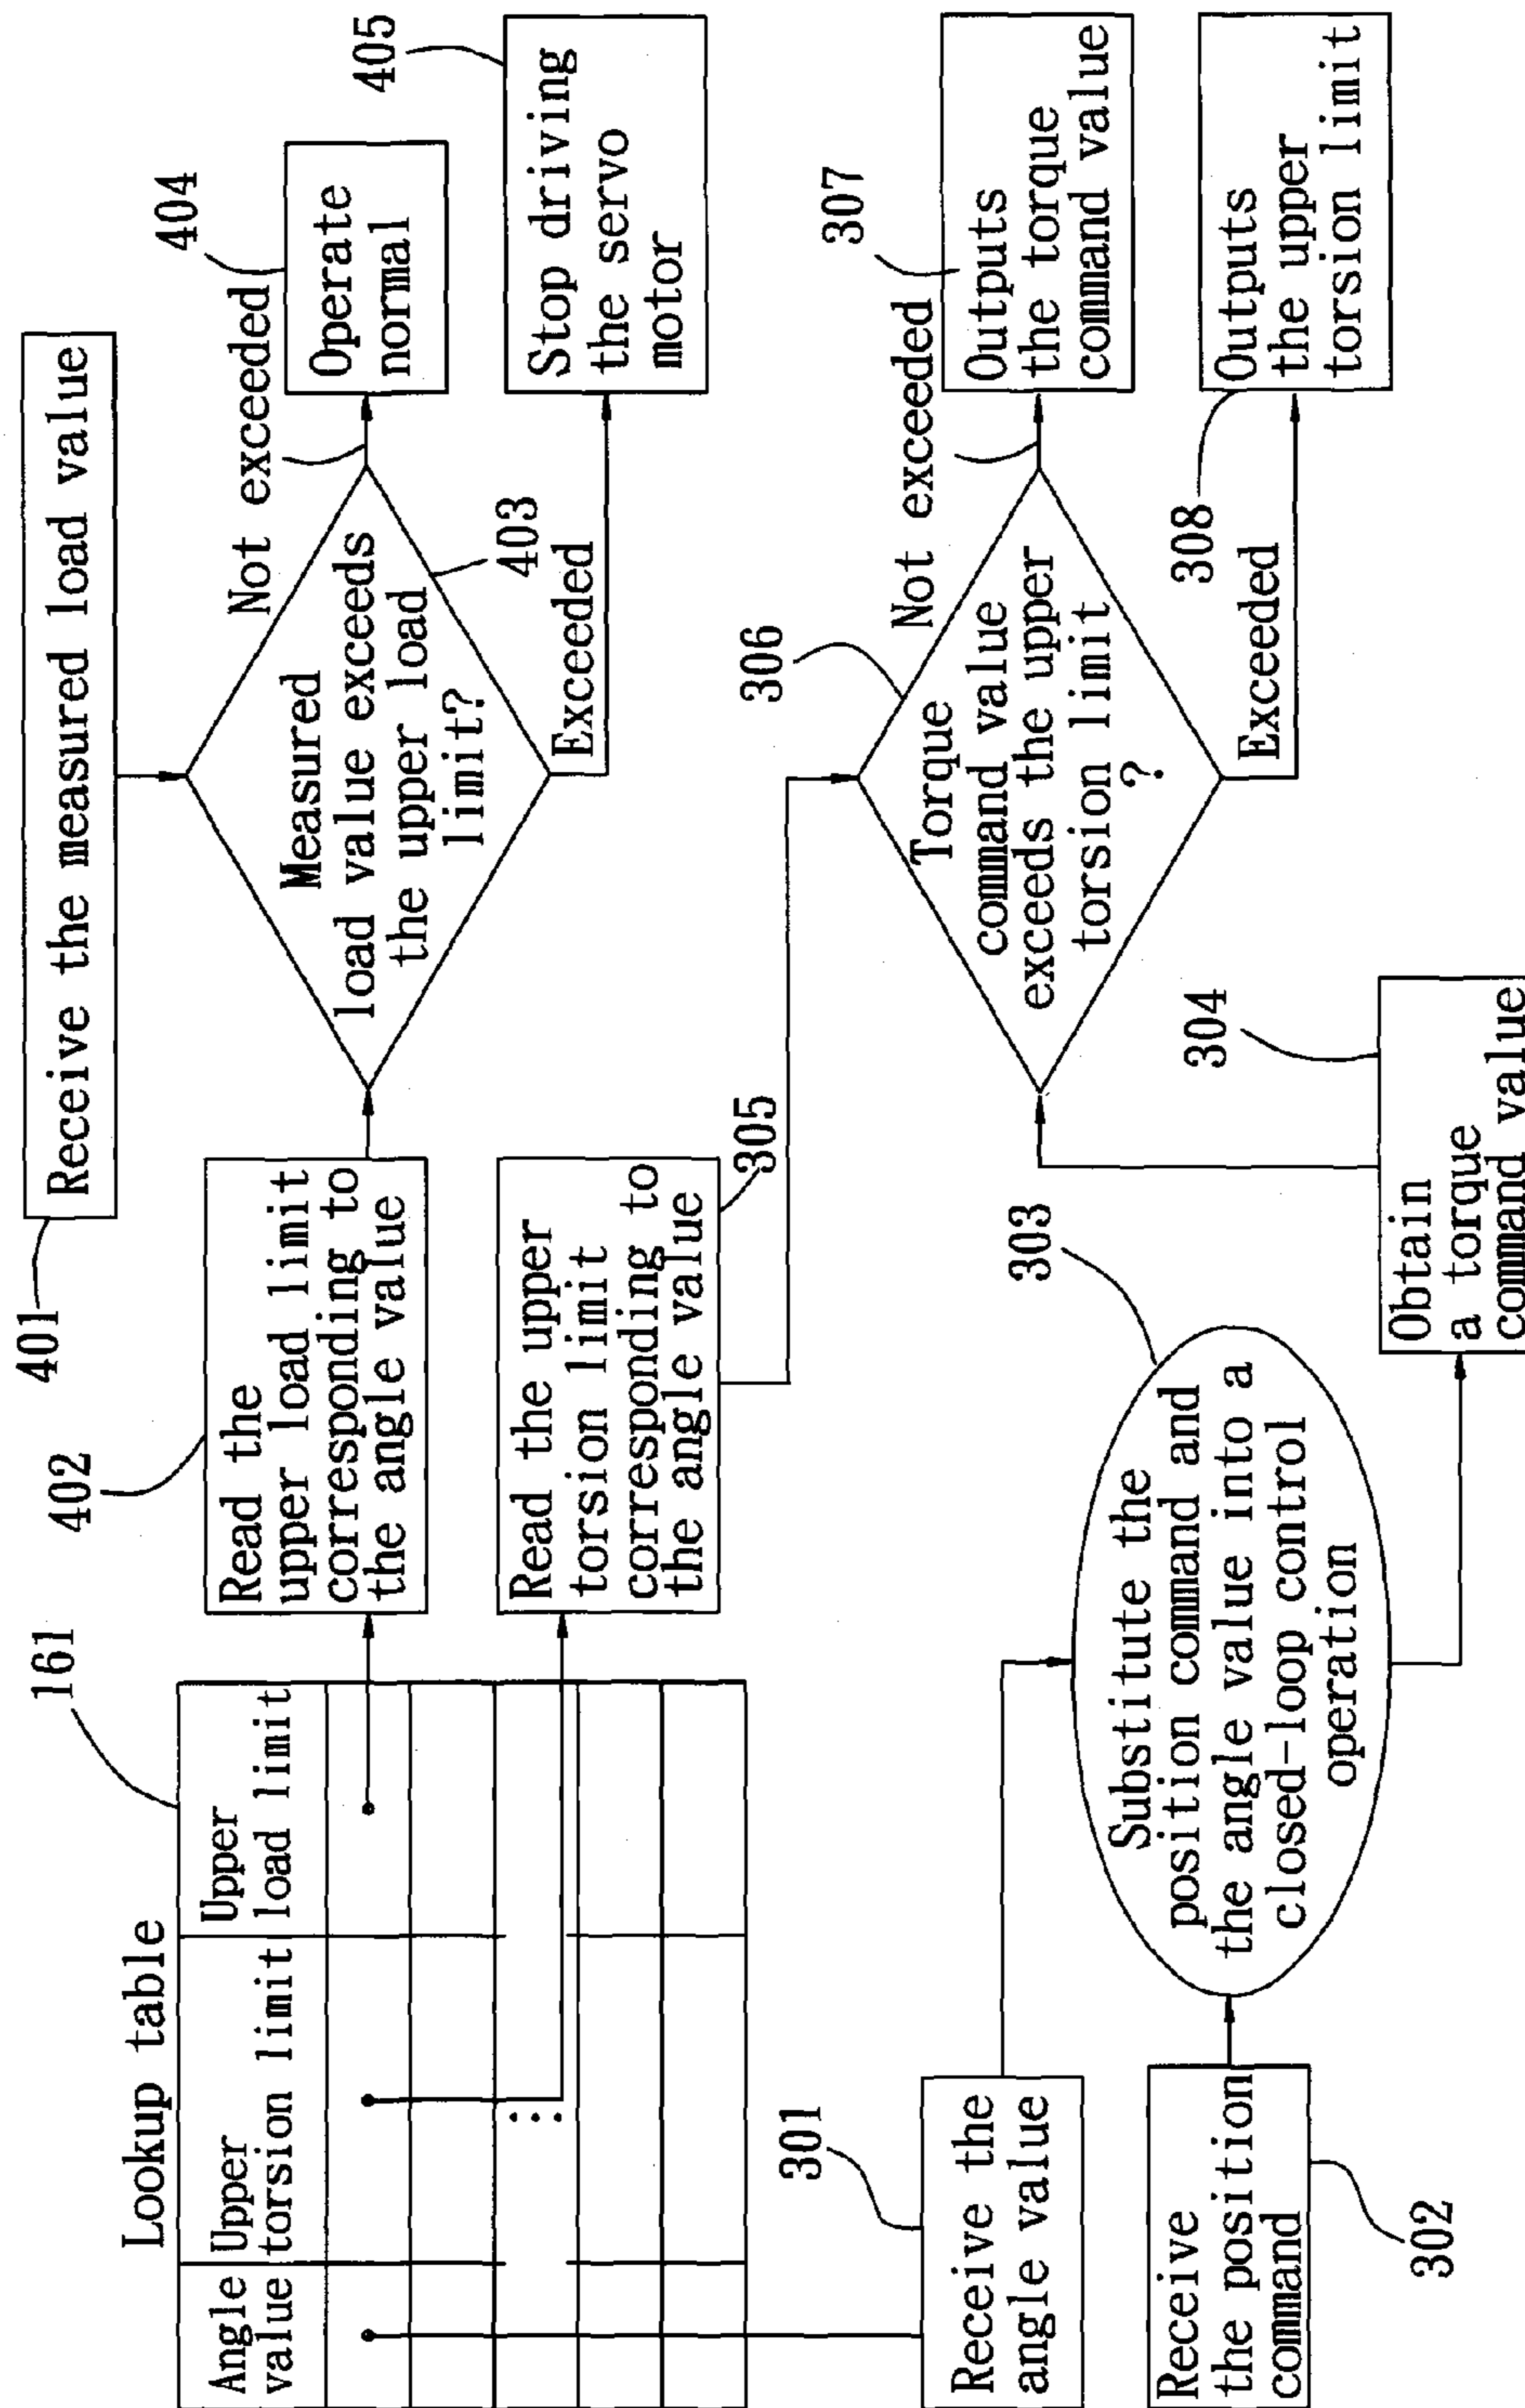 401
Receive the measured load value
Lookup table
161
Angle
value
Upper
torsion limit
Upper
load limit
402
Read the
upper load limit
corresponding to
the angle value
Measured
load value exceeds
the upper load
limit?
403
Not exceeded
404
Operate
normal
Exceeded
405
Stop driving
the servo
motor
Read the upper
torsion limit
corresponding to
the angle value
305
301
Receive the
angle value
302
Receive
the position
command
303
Substitute the
position command and
the angle value into a
closed-loop control
operation
304
Obtain
a torque
command value
306
Torque
command value
exceeds the upper
torsion limit
?
Not exceeded
307
Outputs
the torque
command value
Exceeded
308
Outputs
the upper
torsion limit